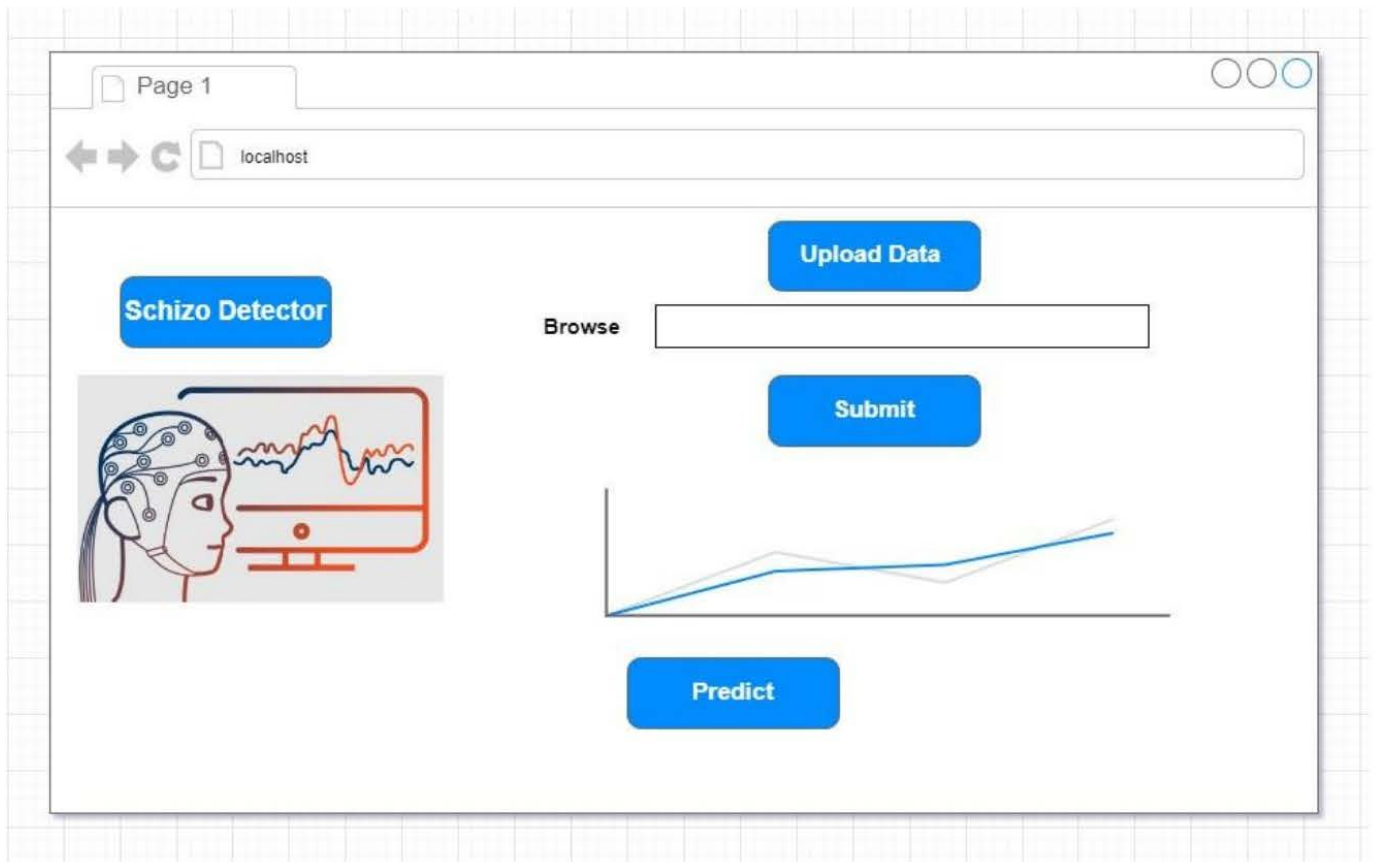 Page 1
localhost
Schizo Detector
Upload Data
Browse
Submit
Predict